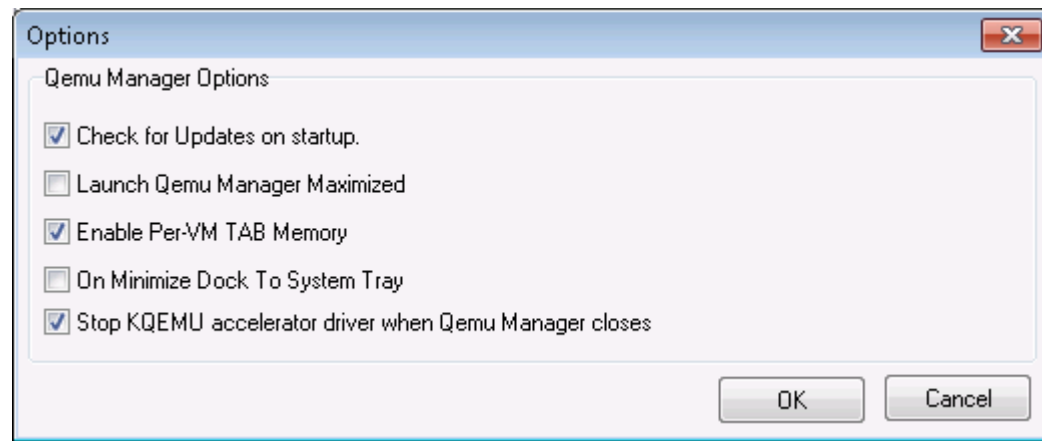 Options
Qemu Manager Options
Check for Updates on startup.
Launch Qemu Manager Maximized
Enable Per-VM TAB Memory
On Minimize Dock To System Tray
Stop KQEMU accelerator driver when Qemu Manager closes
OK Cancel